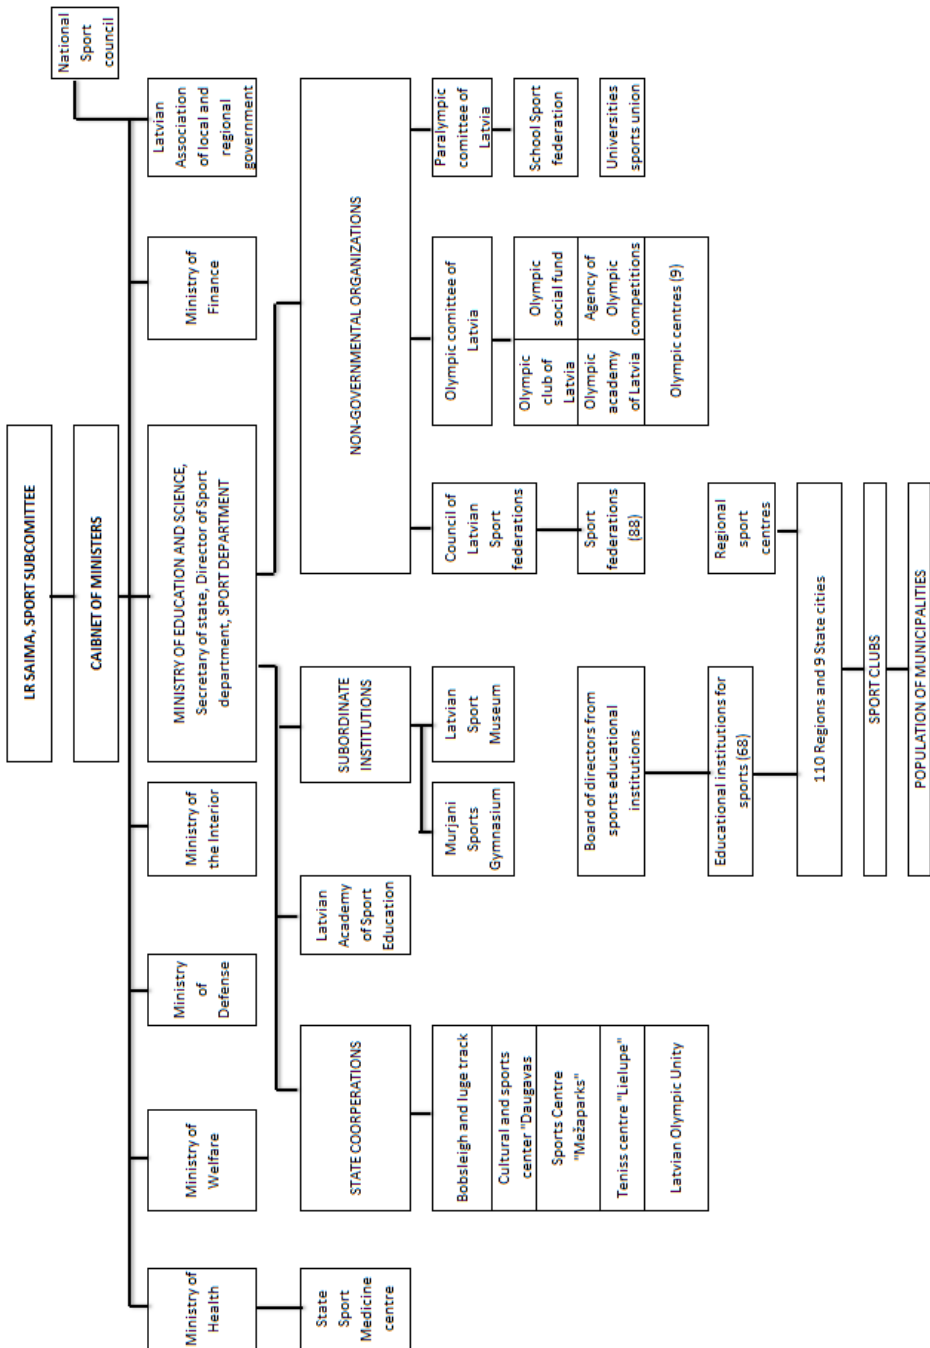 LR SAIMA, SPORT SUBCOMITTEE
CAIBNET OF MINISTERS
National
Sport
council
Ministry of
Health
Ministry of
Welfare
Ministry
of
Defense
Ministry of
the Interior
MINISTRY OF EDUCATION AND SCIENCE,
Secretary of state, Director of Sport
department, SPORT DEPARTMENT
Ministry of
Finance
Latvian
Association
of local and
regional
government
State
Sport
Medicine
centre
STATE COORPERATIONS
Latvian
Academy
of Sport
Education
SUBORDINATE
INSTITUTIONS
NON-GOVERNMENTAL ORGANIZATIONS
Bobsleigh and luge track
Cultural and sports
center "Daugavas
Sports Centre
"Mežaparks"
Teniss centre "Lielupe"
Latvian Olympic Unity
Murjani
Sports
Gymnasium
Latvian
Sport
Museum
Council of
Latvian
Sport
federations
Olympic comittee of
Latvia
Paralympic
comittee of
Latvia
Olympic
club of
Latvia
Olympic
social fund
School Sport
federation
Board of directors from
sports educational
institutions
Sport
federations
(88)
Olympic
academy
of Latvia
Agency of
Olympic
competitions
Universities
sports union
Olympic centres (9)
Educational institutions for
sports (68)
Regional
sport
centres
110 Regions and 9 State cities
SPORT CLUBS
POPULATION OF MUNICIPALITIES